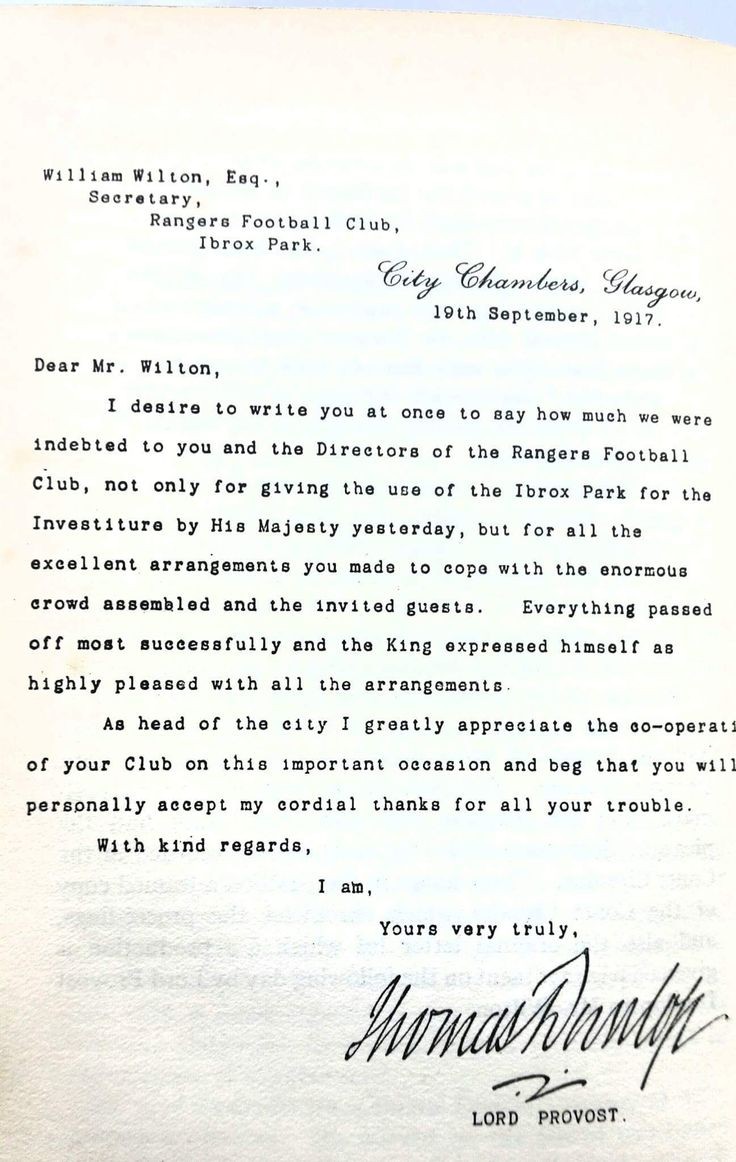 William Wilton, Esq.,
Secretary,
Rangers Football Club,
Ibrox Park.
City Chambers, Glasgow,
19th September, 1917.
Dear Mr. Wilton,
I desire to write you at once to say how much we were
indebted to you and the Directors of the Rangers Football
Club, not only for giving the use of the Ibrox Park for the
Investiture by His Majesty yesterday, but for all the
excellent arrangements you made to cope with the enormous
crowd assembled and the invited guests. Everything passed
off most successfully and the King expressed himself as
highly pleased with all the arrangements.
As head of the city I greatly appreciate the co-operati
of your Club on this important occasion and beg that you will
personally accept my cordial thanks for all your trouble.
With kind regards,
I am,
Yours very truly,
Thomas Dunlop
LORD PROVOST.